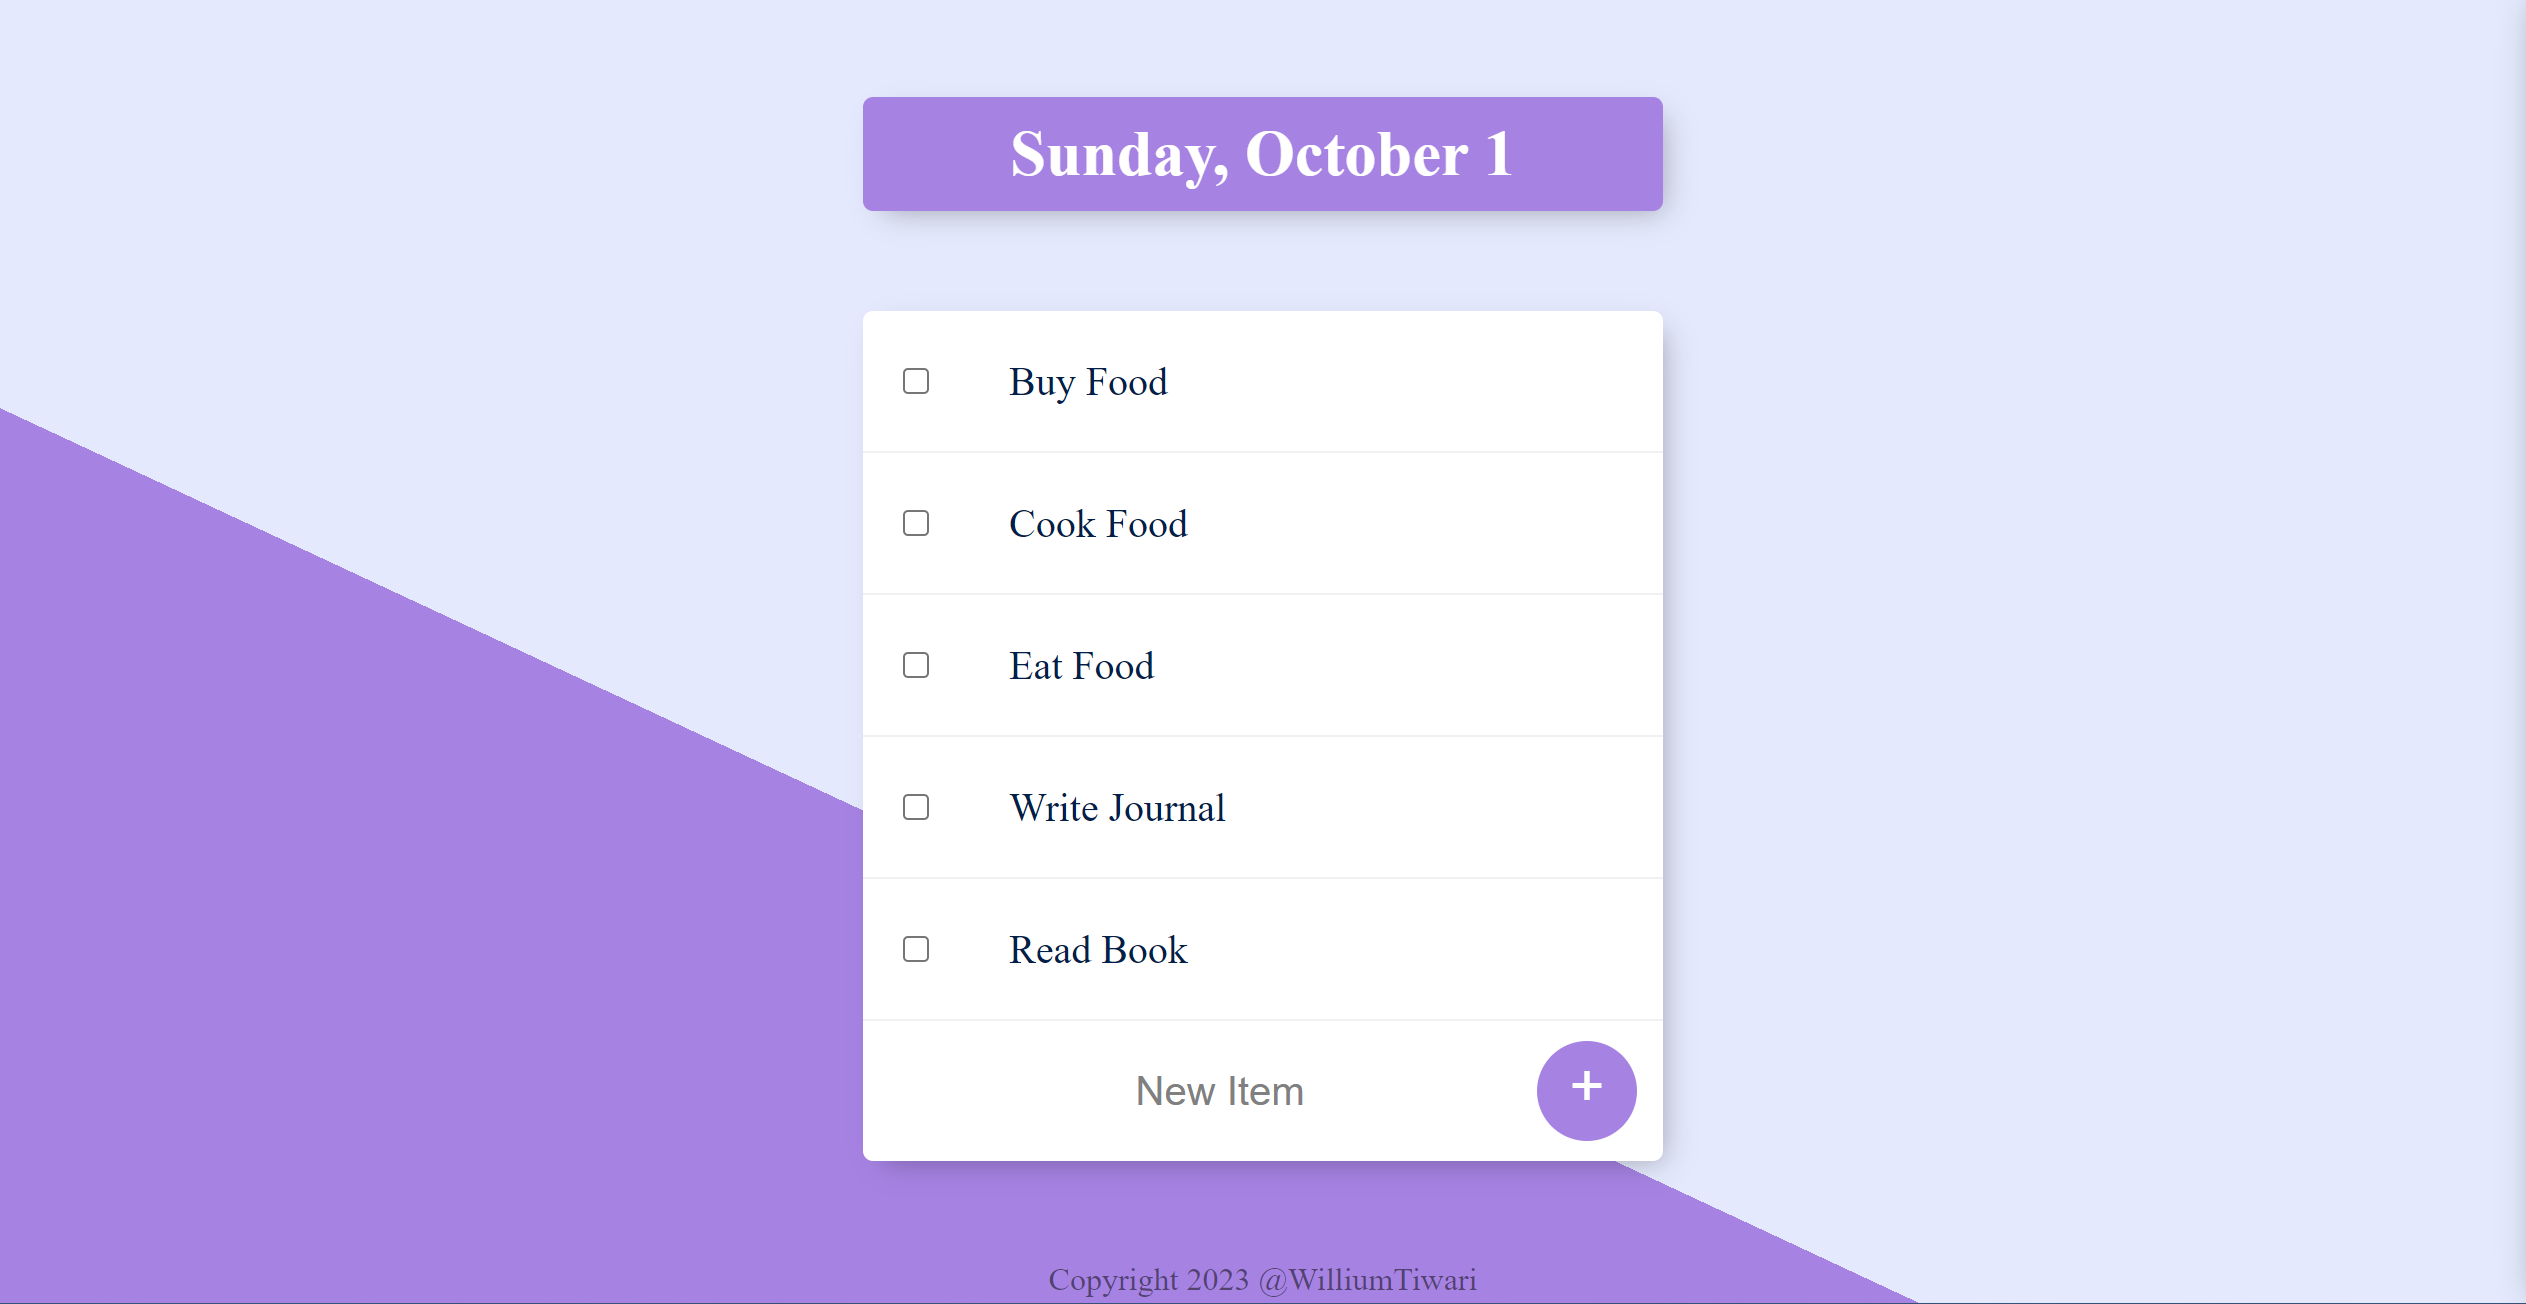 Sunday, October 1
Buy Food
Cook Food
Eat Food
Write Journal
Read Book
New Item
+
Copyright 2023 @WilliumTiwari